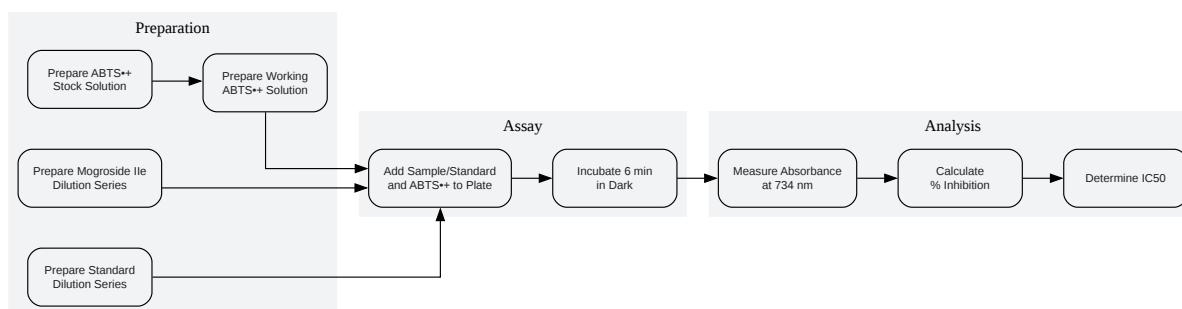 Preparation
Prepare ABTS•+
Stock Solution
Prepare Working
ABTS•+ Solution
Prepare Mogroside IIe
Dilution Series
Prepare Standard
Dilution Series
Assay
Add Sample/Standard
and ABTS•+ to Plate
Incubate 6 min
in Dark
Analysis
Measure Absorbance
at 734 nm
Calculate
% Inhibition
Determine IC50